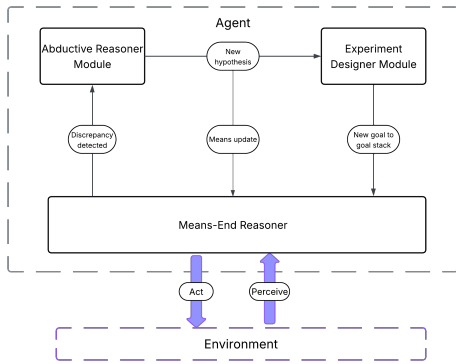 Agent
Abductive Reasoner
Module
New
hypothesis
Experiment
Designer Module
Discrepancy
detected
Means update
New goal to
goal stack
Means-End Reasoner
Act
Perceive
Environment